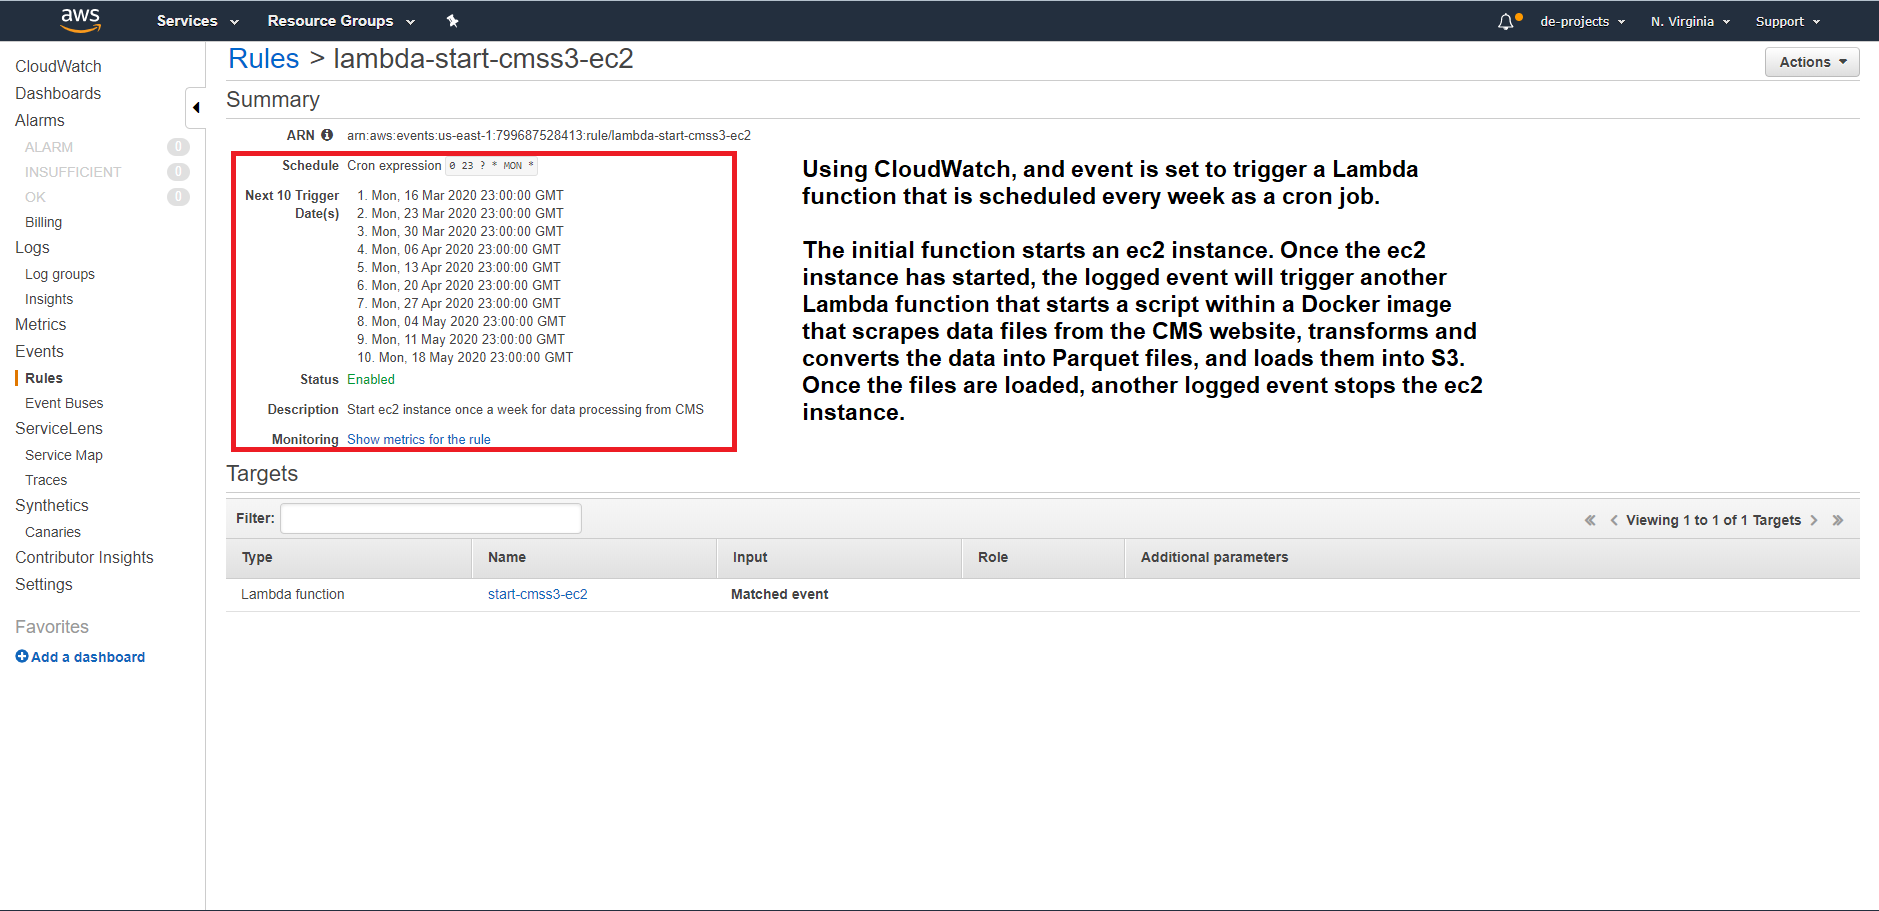 aws Services Resource Groups de-projects N. Virginia Support
CloudWatch
Dashboards
Alarms
ALARM 0
INSUFFICIENT 0
OK 0
Billing
Logs
Log groups
Insights
Metrics
Events
Rules
Event Buses
ServiceLens
Service Map
Traces
Synthetics
Canaries
Contributor Insights
Settings
Favorites
Add a dashboard
Rules > lambda-start-cmss3-ec2
Actions
Summary
ARN arn:aws:events:us-east-1:799687528413:rule/lambda-start-cmss3-ec2
Schedule Cron expression 0 23 ? * MON *
Next 10 Trigger Date(s)
1. Mon, 16 Mar 2020 23:00:00 GMT
2. Mon, 23 Mar 2020 23:00:00 GMT
3. Mon, 30 Mar 2020 23:00:00 GMT
4. Mon, 06 Apr 2020 23:00:00 GMT
5. Mon, 13 Apr 2020 23:00:00 GMT
6. Mon, 20 Apr 2020 23:00:00 GMT
7. Mon, 27 Apr 2020 23:00:00 GMT
8. Mon, 04 May 2020 23:00:00 GMT
9. Mon, 11 May 2020 23:00:00 GMT
10. Mon, 18 May 2020 23:00:00 GMT
Status Enabled
Description Start ec2 instance once a week for data processing from CMS
Monitoring Show metrics for the rule
Using CloudWatch, and event is set to trigger a Lambda
function that is scheduled every week as a cron job.
The initial function starts an ec2 instance. Once the ec2
instance has started, the logged event will trigger another
Lambda function that starts a script within a Docker image
that scrapes data files from the CMS website, transforms and
converts the data into Parquet files, and loads them into S3.
Once the files are loaded, another logged event stops the ec2
instance.
Targets
Filter:
« ‹ Viewing 1 to 1 of 1 Targets › »
Type Name Input Role Additional parameters
Lambda function start-cmss3-ec2 Matched event